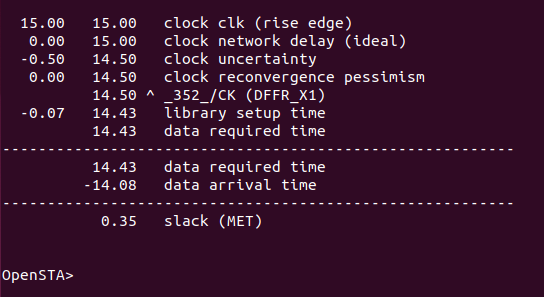 15.00   15.00   clock clk (rise edge)
0.00   15.00   clock network delay (ideal)
-0.50   14.50   clock uncertainty
0.00   14.50   clock reconvergence pessimism
14.50 ^ _352_/CK (DFFR_X1)
-0.07   14.43   library setup time
14.43   data required time
---------------------------------------------------------
14.43   data required time
-14.08   data arrival time
---------------------------------------------------------
0.35   slack (MET)
OpenSTA>